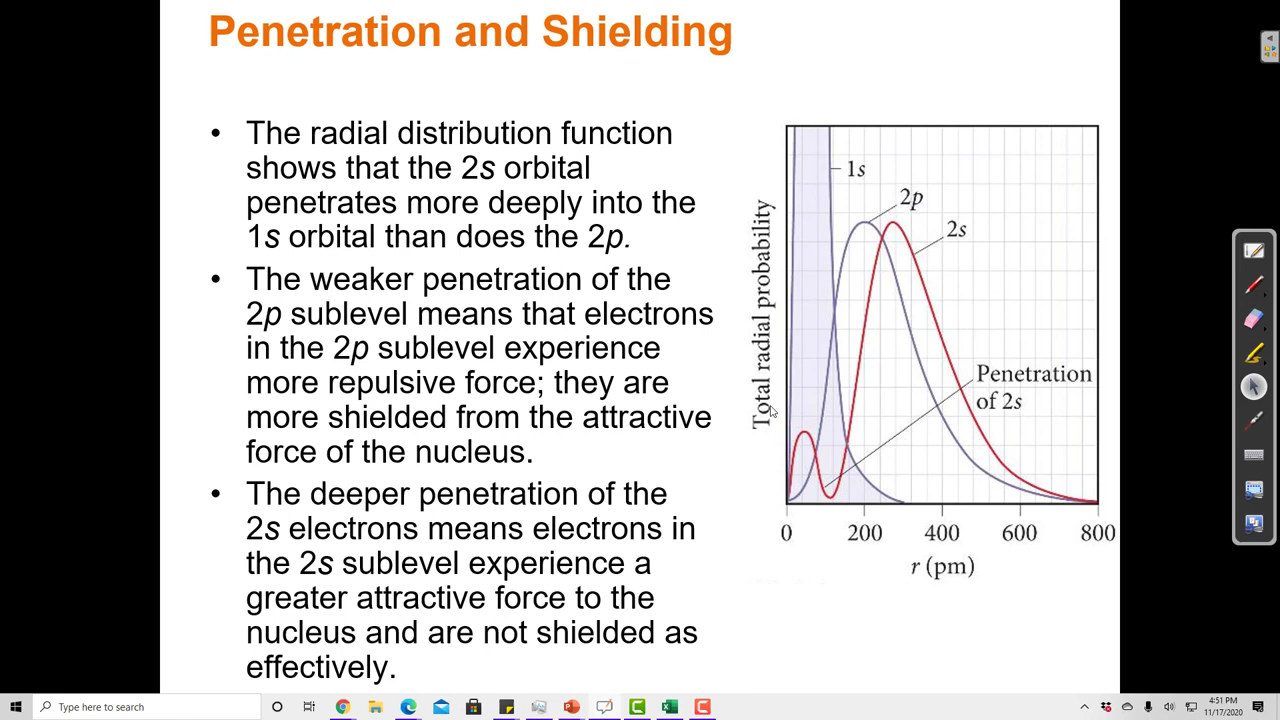 Penetration and Shielding
• The radial distribution function
shows that the 2s orbital
penetrates more deeply into the
1s orbital than does the 2p.
• The weaker penetration of the
2p sublevel means that electrons
in the 2p sublevel experience
more repulsive force; they are
more shielded from the attractive
force of the nucleus.
• The deeper penetration of the
2s electrons means electrons in
the 2s sublevel experience a
greater attractive force to the
nucleus and are not shielded as
effectively.
Total radial probability
1s
2p
2s
Penetration
of 2s
0 200 400 600 800
r (pm)
Type here to search
4:51 PM
11/17/2020